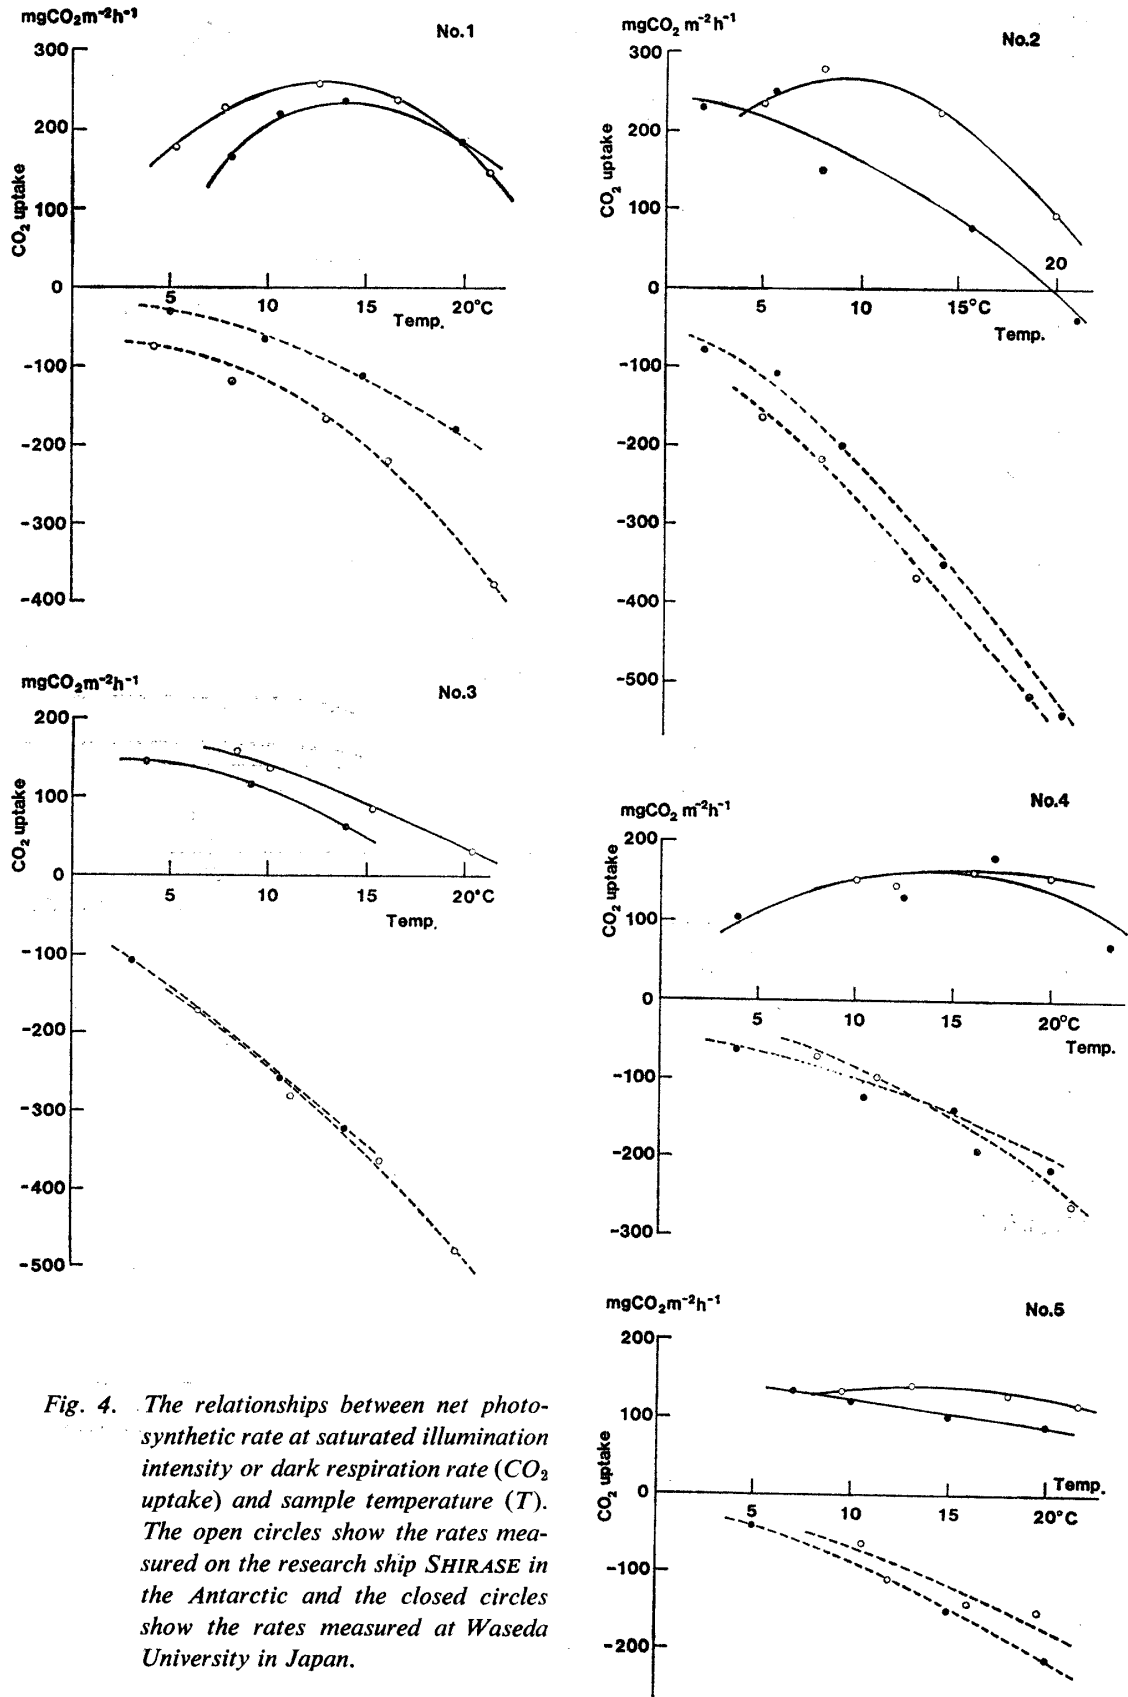 mgCO₂m⁻²h⁻¹
No.1
300
200
100
0
-100
-200
-300
-400
CO₂ uptake
5
10
15
20°C
Temp.
mgCO₂ m⁻²h⁻¹
No.2
300
200
100
0
-100
-200
-300
-400
-500
CO₂ uptake
5
10
15°C
20
Temp.
mgCO₂m⁻²h⁻¹
No.3
200
100
0
-100
-200
-300
-400
-500
CO₂ uptake
5
10
15
20°C
Temp.
mgCO₂ m⁻²h⁻¹
No.4
200
100
0
-100
-200
-300
CO₂ uptake
5
10
15
20°C
Temp.
mgCO₂m⁻²h⁻¹
No.5
200
100
0
-100
-200
CO₂ uptake
5
10
15
20°C
Temp.
Fig. 4. The relationships between net photo-
synthetic rate at saturated illumination
intensity or dark respiration rate (CO₂
uptake) and sample temperature (T).
The open circles show the rates mea-
sured on the research ship SHIRASE in
the Antarctic and the closed circles
show the rates measured at Waseda
University in Japan.